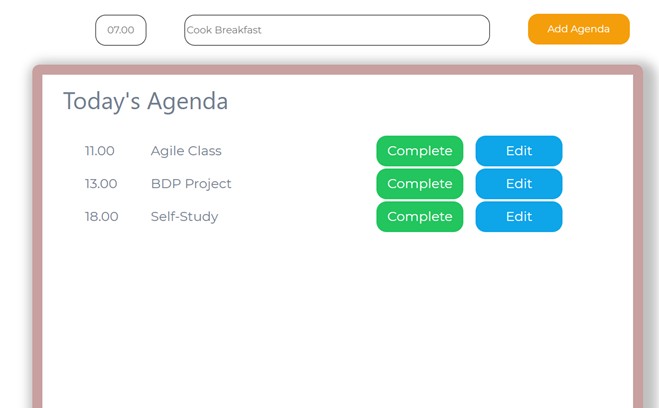 07.00 Cook Breakfast Add Agenda
Today's Agenda
11.00 Agile Class Complete Edit
13.00 BDP Project Complete Edit
18.00 Self-Study Complete Edit